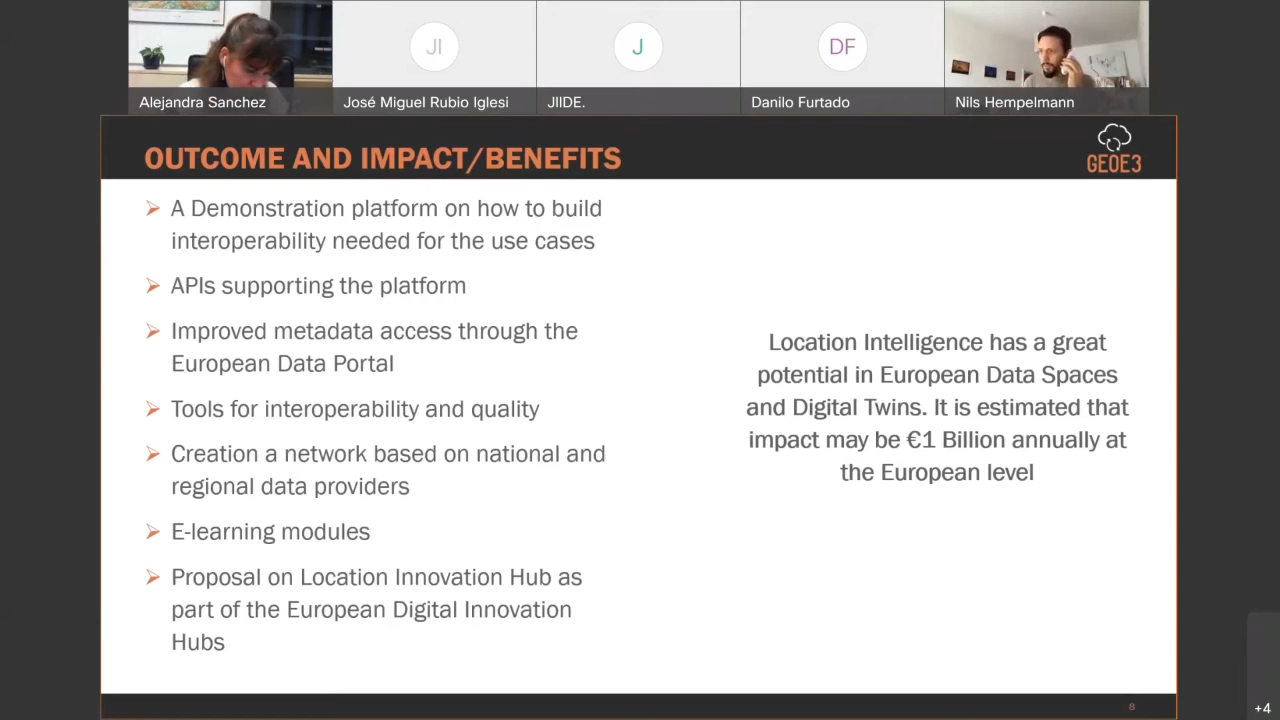 JI
J
DF
Alejandra Sanchez
José Miguel Rubio Iglesi
JIIDE.
Danilo Furtado
Nils Hempelmann
OUTCOME AND IMPACT/BENEFITS
GEOE3
A Demonstration platform on how to build
interoperability needed for the use cases
APIs supporting the platform
Improved metadata access through the
European Data Portal
Tools for interoperability and quality
Creation a network based on national and
regional data providers
E-learning modules
Proposal on Location Innovation Hub as
part of the European Digital Innovation
Hubs
Location Intelligence has a great
potential in European Data Spaces
and Digital Twins. It is estimated that
impact may be €1 Billion annually at
the European level
8
+4